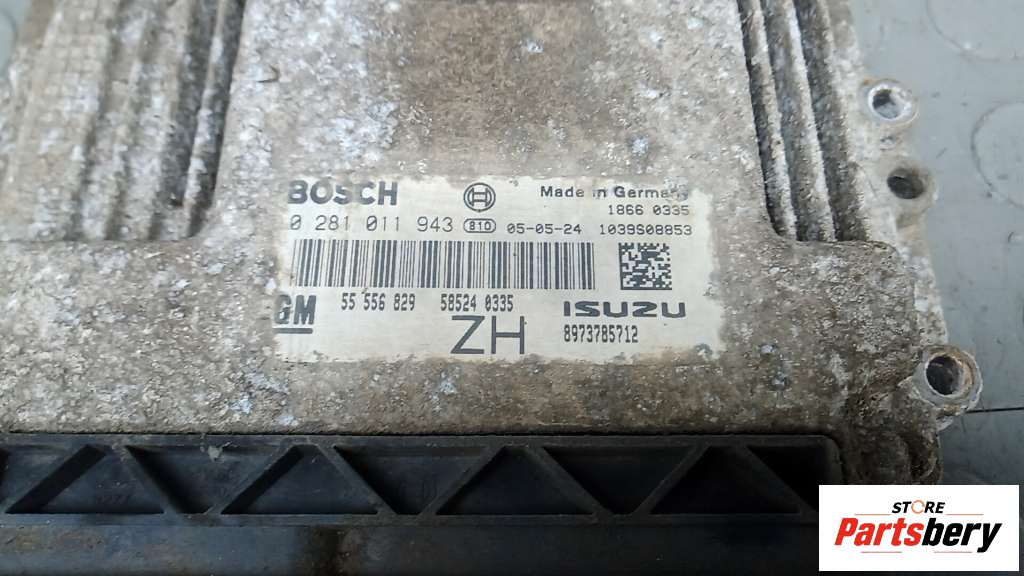 BOSCH Made in Germany
1866 0335
0 281 011 943 810 05-05-24 1039S08853
GM 55 556 829 50524 0335 ISUZU
ZH 8973785712
STORE
Partsbery